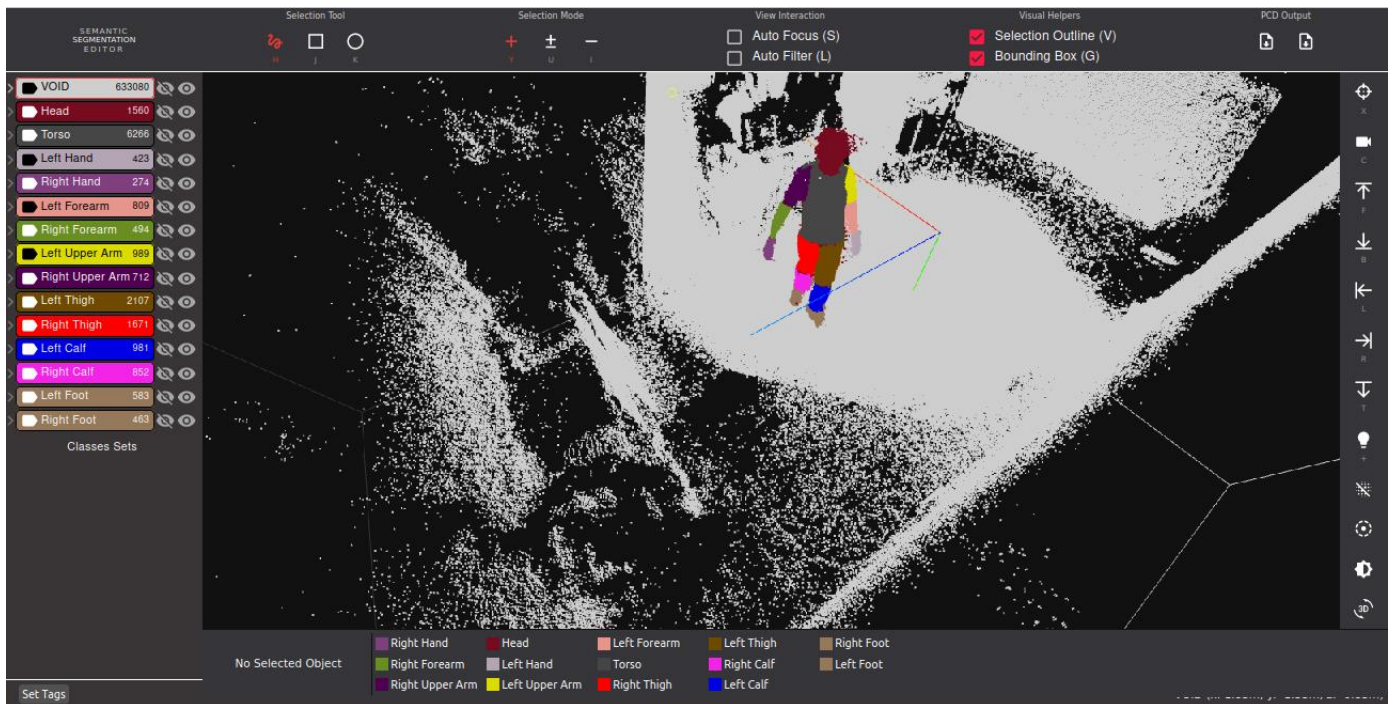 SEMANTIC
SEGMENTATION
EDITOR
Selection Tool
H
J
K
Selection Mode
Y
U
I
View Interaction
Auto Focus (S)
Auto Filter (L)
Visual Helpers
Selection Outline (V)
Bounding Box (G)
PCD Output
VOID 633080
Head 1560
Torso 6266
Left Hand 423
Right Hand 274
Left Forearm 809
Right Forearm 494
Left Upper Arm 989
Right Upper Arm 712
Left Thigh 2107
Right Thigh 1671
Left Calf 981
Right Calf 852
Left Foot 583
Right Foot 463
Classes Sets
X
C
F
B
L
R
T
+
3D
No Selected Object
Right Hand Head Left Forearm Left Thigh Right Foot
Right Forearm Left Hand Torso Right Calf Left Foot
Right Upper Arm Left Upper Arm Right Thigh Left Calf
Set Tags